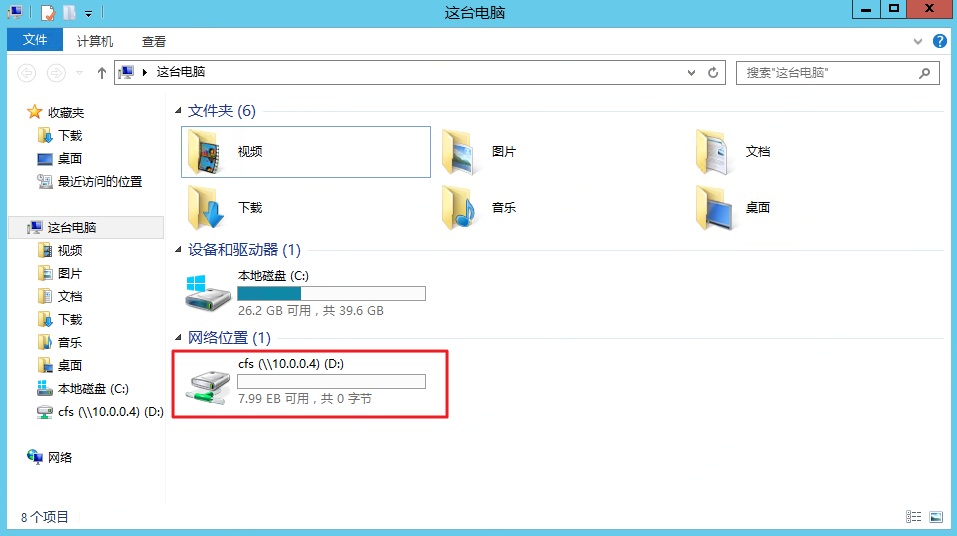 这台电脑
文件 计算机 查看
这台电脑 搜索"这台电脑"
收藏夹
下载
桌面
最近访问的位置
这台电脑
视频
图片
文档
下载
音乐
桌面
本地磁盘 (C:)
cfs (\\10.0.0.4) (D:)
网络
文件夹 (6)
视频 图片 文档
下载 音乐 桌面
设备和驱动器 (1)
本地磁盘 (C:)
26.2 GB 可用，共 39.6 GB
网络位置 (1)
cfs (\\10.0.0.4) (D:)
7.99 EB 可用，共 0 字节
8 个项目